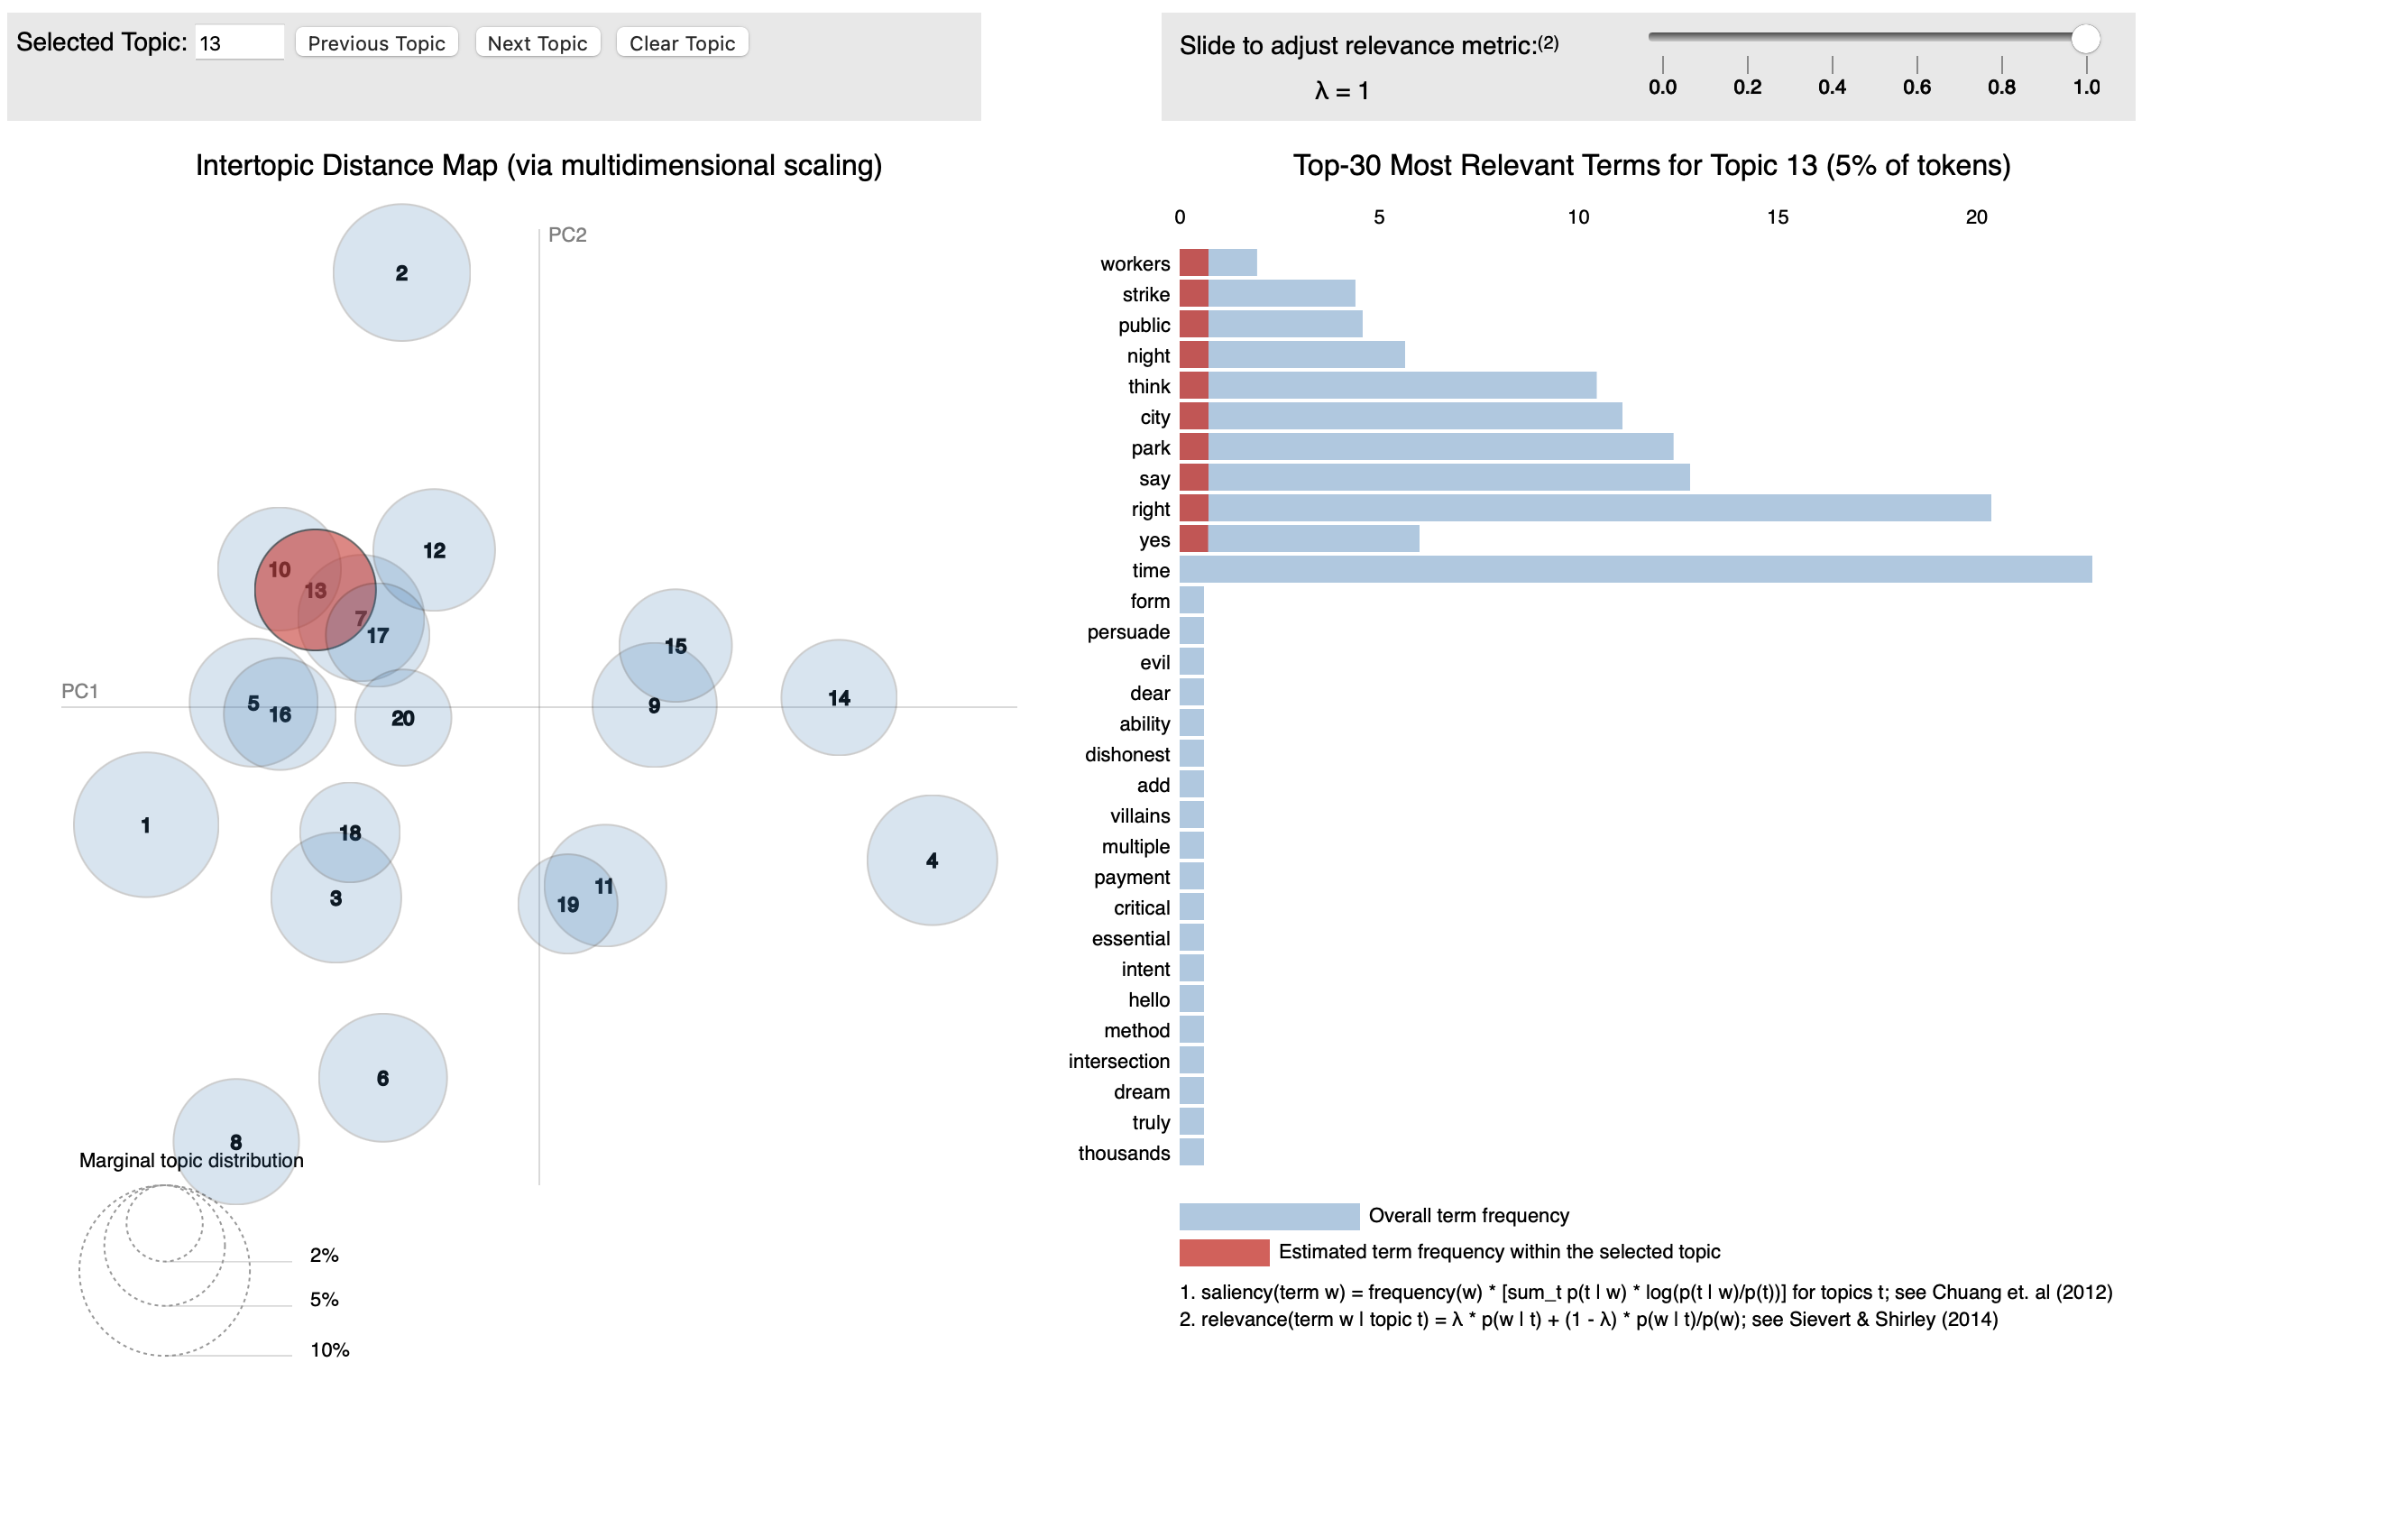 Selected Topic: 13 Previous Topic Next Topic Clear Topic
Slide to adjust relevance metric:(2)
λ = 1
0.0 0.2 0.4 0.6 0.8 1.0
Intertopic Distance Map (via multidimensional scaling)
PC2
PC1
2
12
10
13
7
17
15
5
16
20
9
14
1
18
3
11
19
4
6
8
Marginal topic distribution
2%
5%
10%
Top-30 Most Relevant Terms for Topic 13 (5% of tokens)
0 5 10 15 20
workers
strike
public
night
think
city
park
say
right
yes
time
form
persuade
evil
dear
ability
dishonest
add
villains
multiple
payment
critical
essential
intent
hello
method
intersection
dream
truly
thousands
Overall term frequency
Estimated term frequency within the selected topic
1. saliency(term w) = frequency(w) * [sum_t p(t | w) * log(p(t | w)/p(t))] for topics t; see Chuang et. al (2012)
2. relevance(term w | topic t) = λ * p(w | t) + (1 - λ) * p(w | t)/p(w); see Sievert & Shirley (2014)